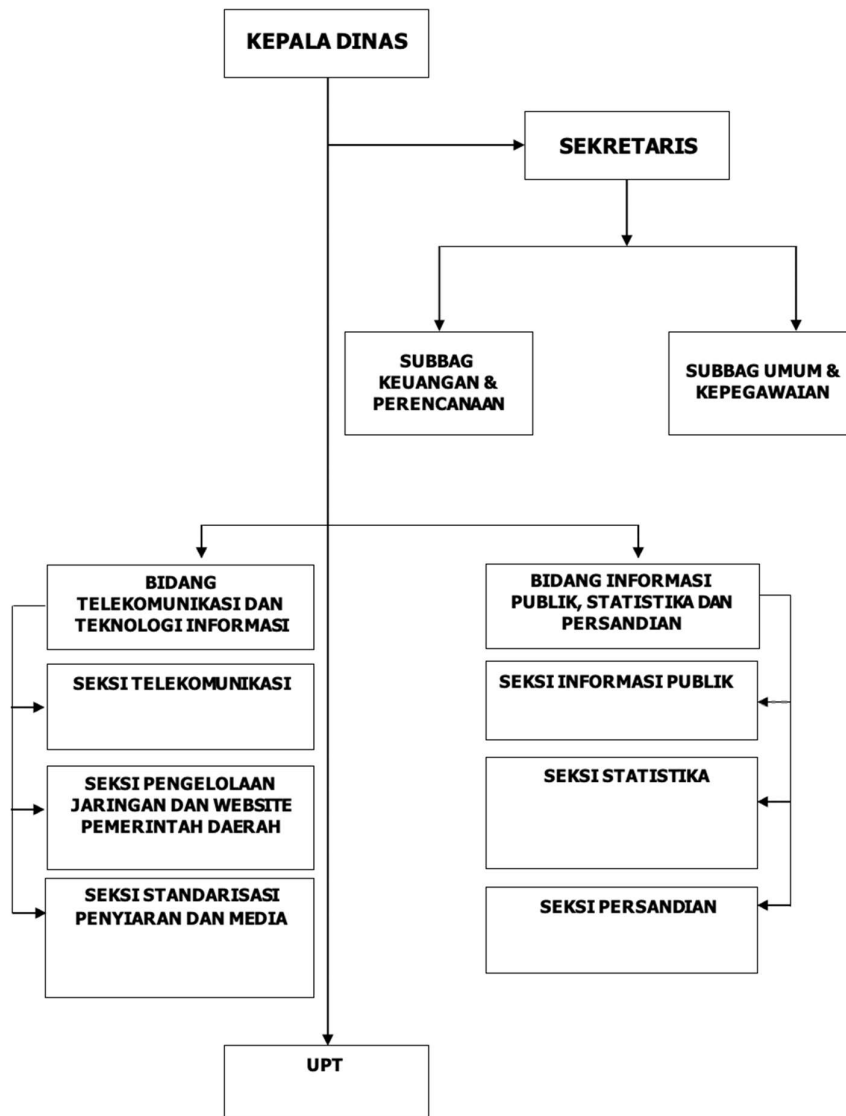 KEPALA DINAS
SEKRETARIS
SUBBAG
KEUANGAN &
PERENCANAAN
SUBBAG UMUM &
KEPEGAWAIAN
BIDANG
TELEKOMUNIKASI DAN
TEKNOLOGI INFORMASI
SEKSI TELEKOMUNIKASI
SEKSI PENGELOLAAN
JARINGAN DAN WEBSITE
PEMERINTAH DAERAH
SEKSI STANDARISASI
PENYIARAN DAN MEDIA
BIDANG INFORMASI
PUBLIK, STATISTIKA DAN
PERSANDIAN
SEKSI INFORMASI PUBLIK
SEKSI STATISTIKA
SEKSI PERSANDIAN
UPT